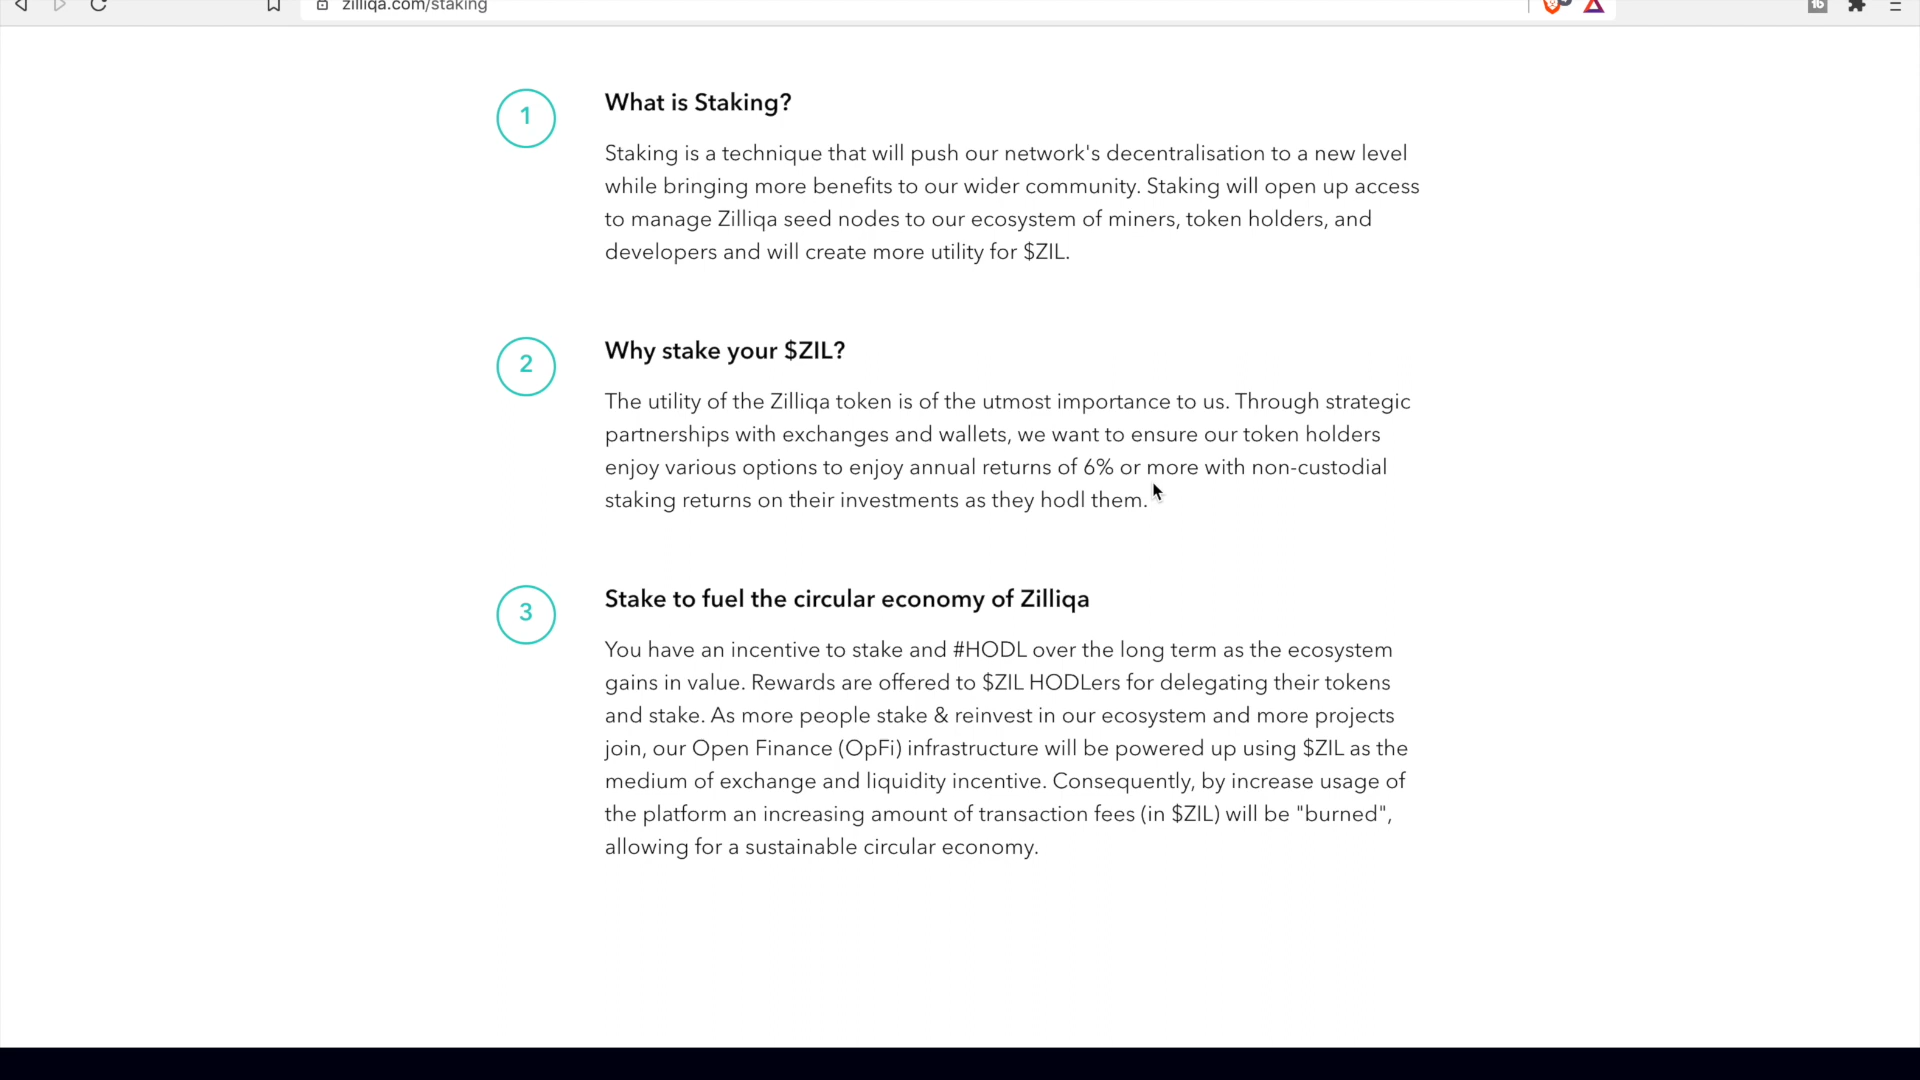 zilliqa.com/staking
1
What is Staking?
Staking is a technique that will push our network's decentralisation to a new level
while bringing more benefits to our wider community. Staking will open up access
to manage Zilliqa seed nodes to our ecosystem of miners, token holders, and
developers and will create more utility for $ZIL.
2
Why stake your $ZIL?
The utility of the Zilliqa token is of the utmost importance to us. Through strategic
partnerships with exchanges and wallets, we want to ensure our token holders
enjoy various options to enjoy annual returns of 6% or more with non-custodial
staking returns on their investments as they hodl them.
3
Stake to fuel the circular economy of Zilliqa
You have an incentive to stake and #HODL over the long term as the ecosystem
gains in value. Rewards are offered to $ZIL HODLers for delegating their tokens
and stake. As more people stake & reinvest in our ecosystem and more projects
join, our Open Finance (OpFi) infrastructure will be powered up using $ZIL as the
medium of exchange and liquidity incentive. Consequently, by increase usage of
the platform an increasing amount of transaction fees (in $ZIL) will be "burned",
allowing for a sustainable circular economy.